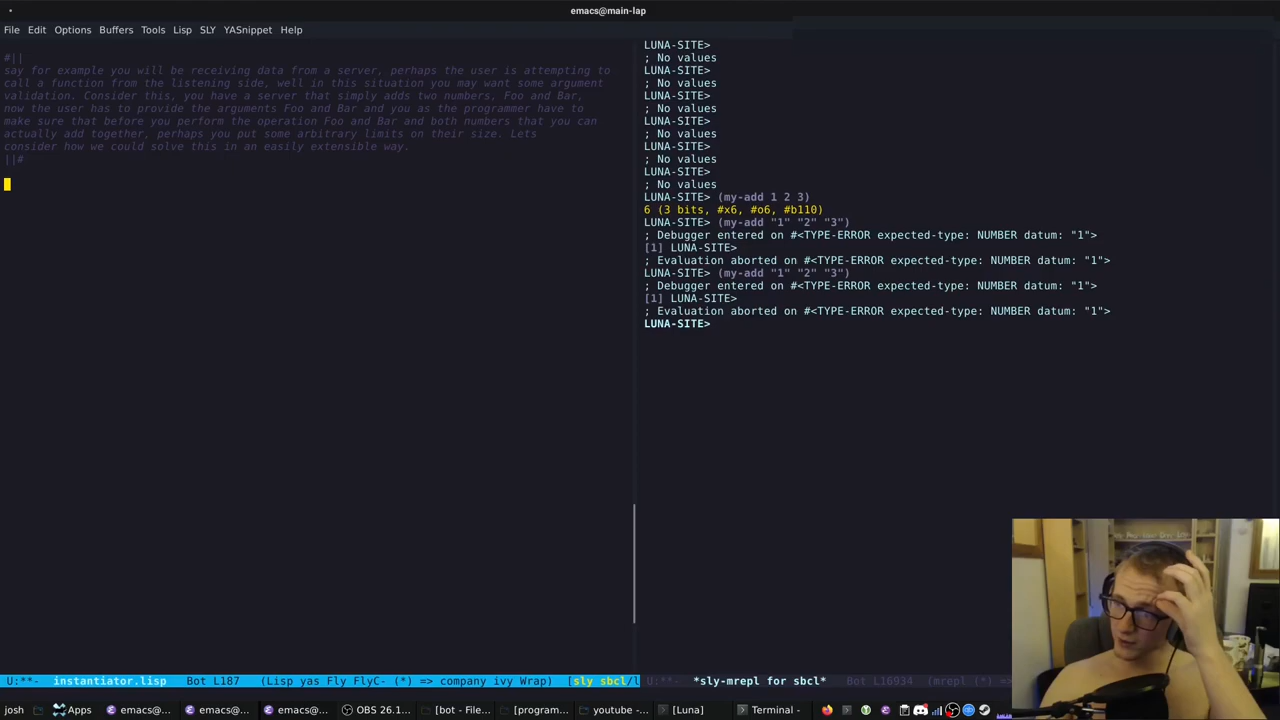 emacs@main-lap
File Edit Options Buffers Tools Lisp SLY YASnippet Help
#||
say for example you will be receiving data from a server, perhaps the user is attempting to
call a function from the listening side, well in this situation you may want some argument
validation. Consider this, you have a server that simply adds two numbers, Foo and Bar,
now the user has to provide the arguments Foo and Bar and you as the programmer have to
make sure that before you perform the operation Foo and Bar and both numbers that you can
actually add together, perhaps you put some arbitrary limits on their size. Lets
consider how we could solve this in an easily extensible way.
||#
U:**- instantiator.lisp Bot L187 (Lisp yas Fly FlyC- (*) => company ivy Wrap) [sly sbcl/l
LUNA-SITE>
; No values
LUNA-SITE>
; No values
LUNA-SITE>
; No values
LUNA-SITE>
; No values
LUNA-SITE>
; No values
LUNA-SITE>
; No values
LUNA-SITE> (my-add 1 2 3)
6 (3 bits, #x6, #o6, #b110)
LUNA-SITE> (my-add "1" "2" "3")
; Debugger entered on #<TYPE-ERROR expected-type: NUMBER datum: "1">
[1] LUNA-SITE>
; Evaluation aborted on #<TYPE-ERROR expected-type: NUMBER datum: "1">
LUNA-SITE> (my-add "1" "2" "3")
; Debugger entered on #<TYPE-ERROR expected-type: NUMBER datum: "1">
[1] LUNA-SITE>
; Evaluation aborted on #<TYPE-ERROR expected-type: NUMBER datum: "1">
LUNA-SITE>
U:**- *sly-mrepl for sbcl* Bot L16934 (mrepl (*) =>
josh Apps emacs@... emacs@... emacs@... OBS 26.1... [bot - File... [program... youtube -... [Luna] Terminal -